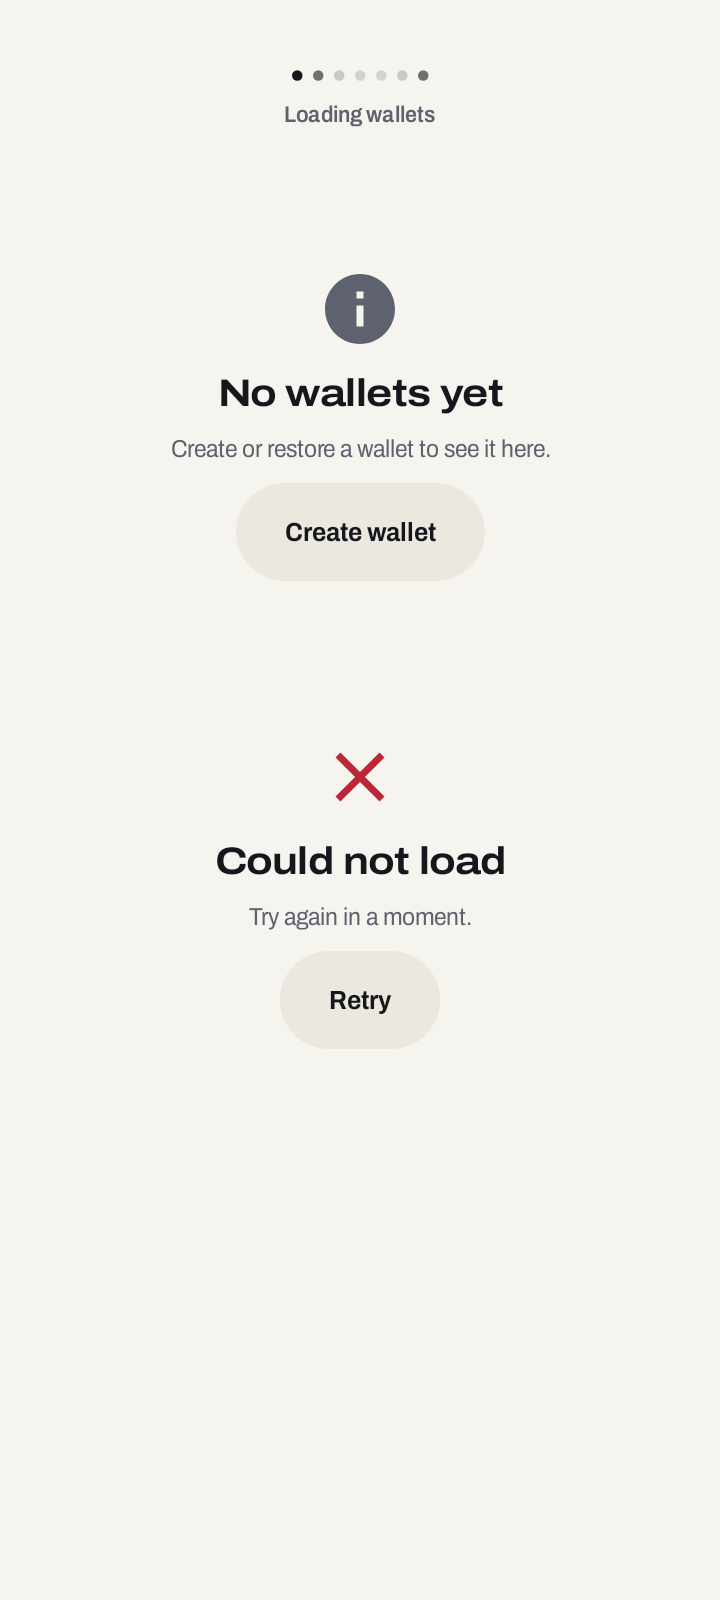 Loading wallets
No wallets yet
Create or restore a wallet to see it here.
Create wallet
Could not load
Try again in a moment.
Retry